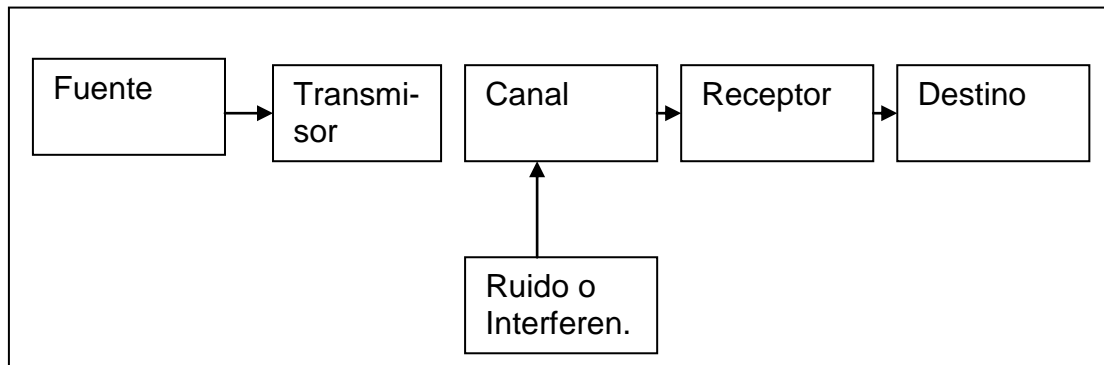 Fuente
Transmi-
sor
Canal
Receptor
Destino
Ruido o
Interferen.